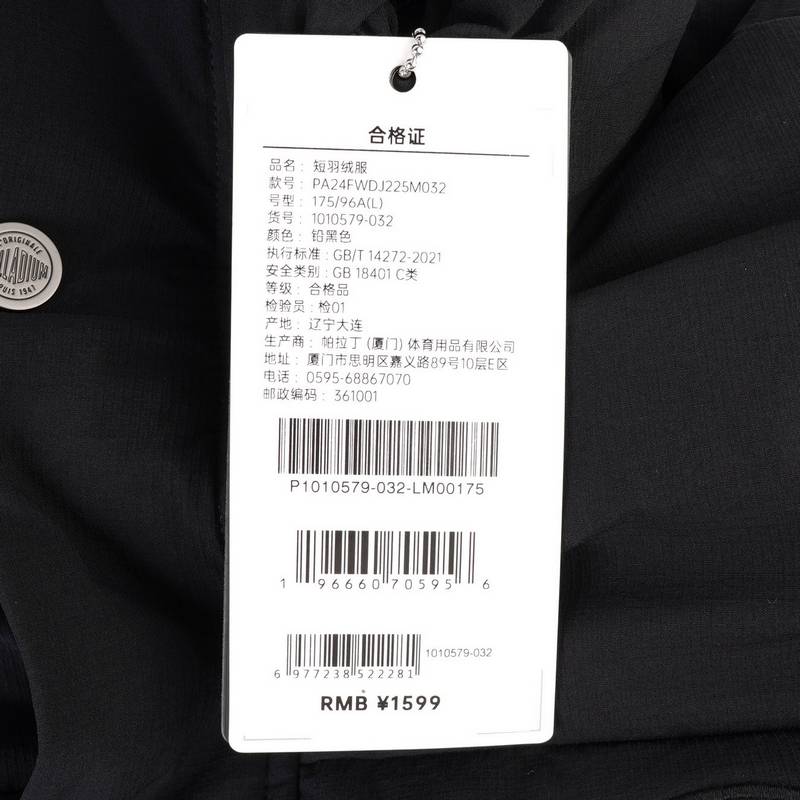 合格证
品名：短羽绒服
款号：PA24FWDJ225M032
号型：175/96A(L)
货号：1010579-032
颜色：铅黑色
执行标准：GB/T 14272-2021
安全类别：GB 18401 C类
等级：合格品
检验员：检01
产地：辽宁大连
生产商：帕拉丁(厦门)体育用品有限公司
地址：厦门市思明区嘉义路89号10层E区
电话：0595-68867070
邮政编码：361001
P1010579-032-LM00175
1 96660 70595 6
1010579-032
6 977238 522281
RMB ¥1599
L'ORIGINALE
LLADIUM
PUIS 1947